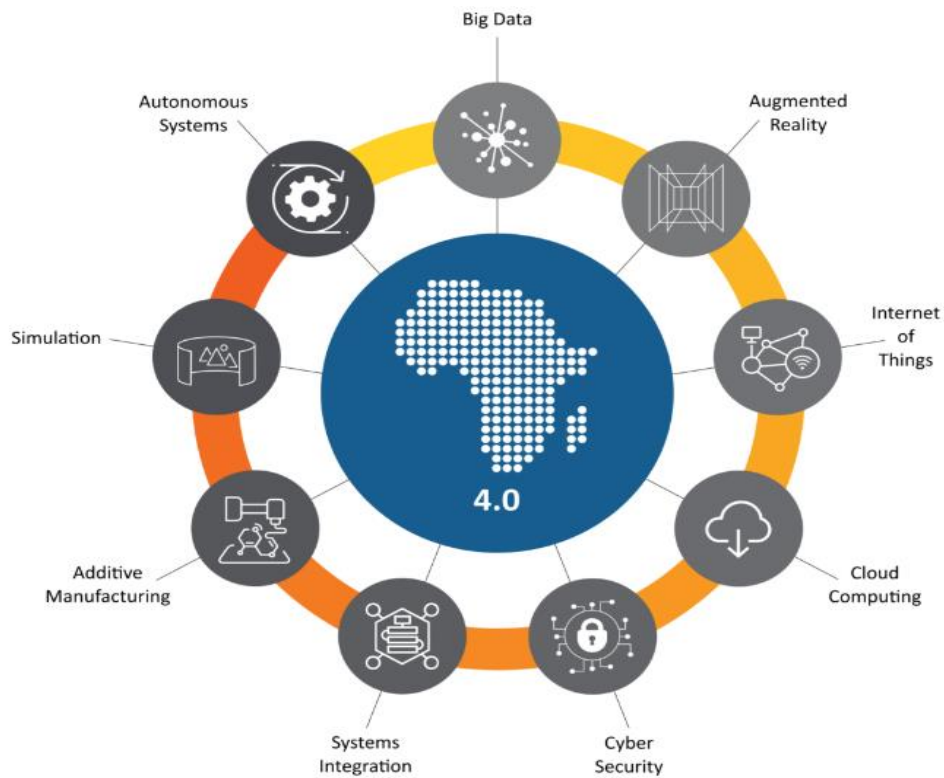 Big Data
Augmented
Reality
Internet
of
Things
Cloud
Computing
Cyber
Security
Systems
Integration
Additive
Manufacturing
Simulation
Autonomous
Systems
4.0